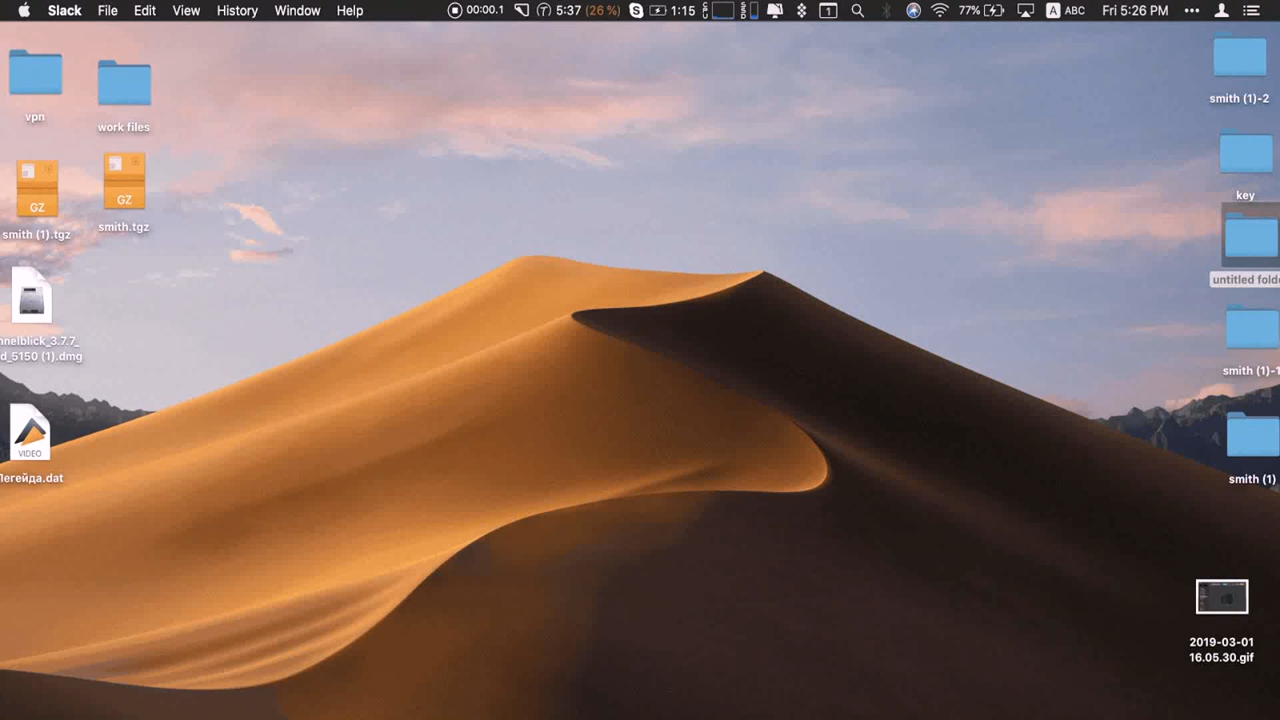 Slack File Edit View History Window Help 00:00.1 5:37 (26 %) 1:15 CPU SSD 1 77% A ABC Fri 5:26 PM
vpn
work files
GZ
smith (1).tgz
GZ
smith.tgz
nnelblick_3.7.7_
d_5150 (1).dmg
VIDEO
Легейда.dat
smith (1)-2
key
untitled folde
smith (1)-1
smith (1)
2019-03-01
16.05.30.gif